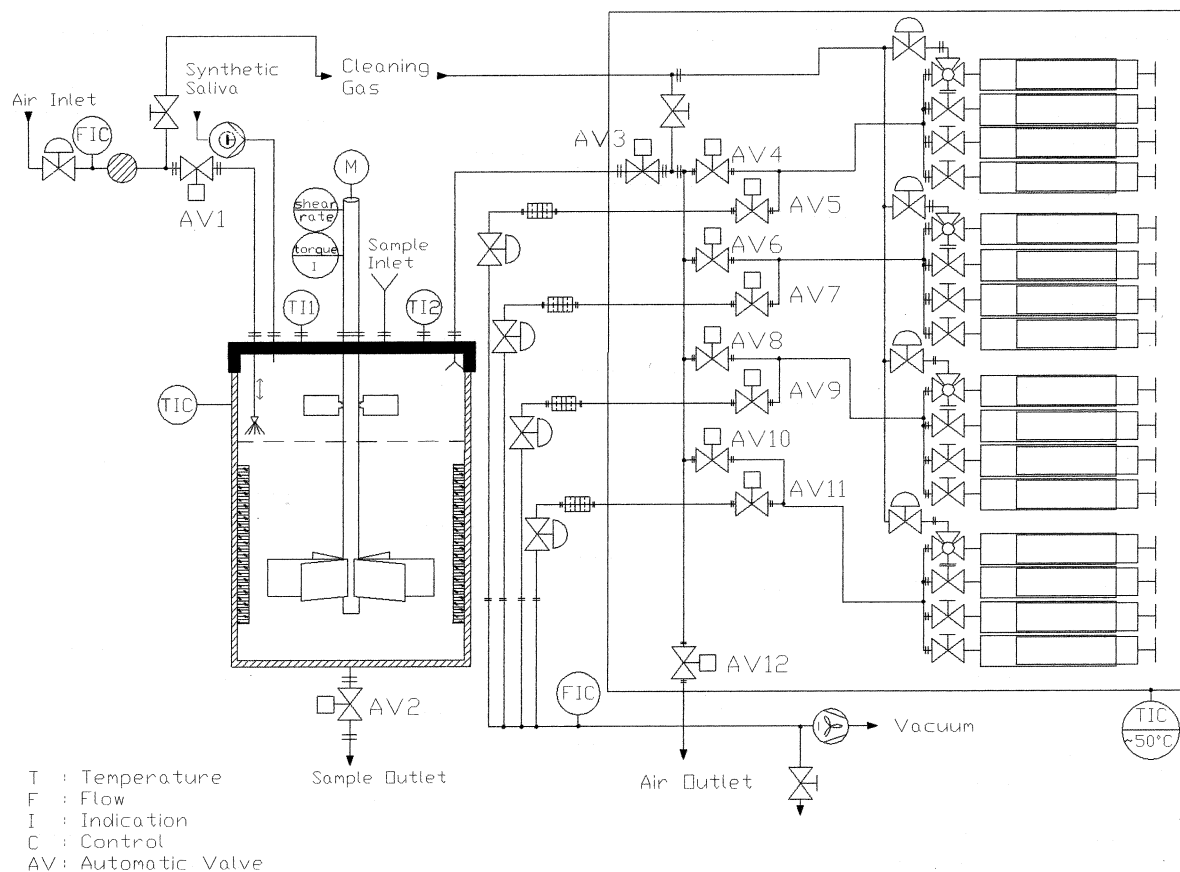 Synthetic
Saliva
Cleaning
Gas
Air Inlet
FIC
AV1
M
shear
rate
torque
I
Sample
Inlet
TI1
TI2
TIC
AV2
Sample Outlet
AV3
AV4
AV5
AV6
AV7
AV8
AV9
AV10
AV11
AV12
FIC
Vacuum
Air Outlet
TIC
~50°C
T : Temperature
F : Flow
I : Indication
C : Control
AV : Automatic Valve